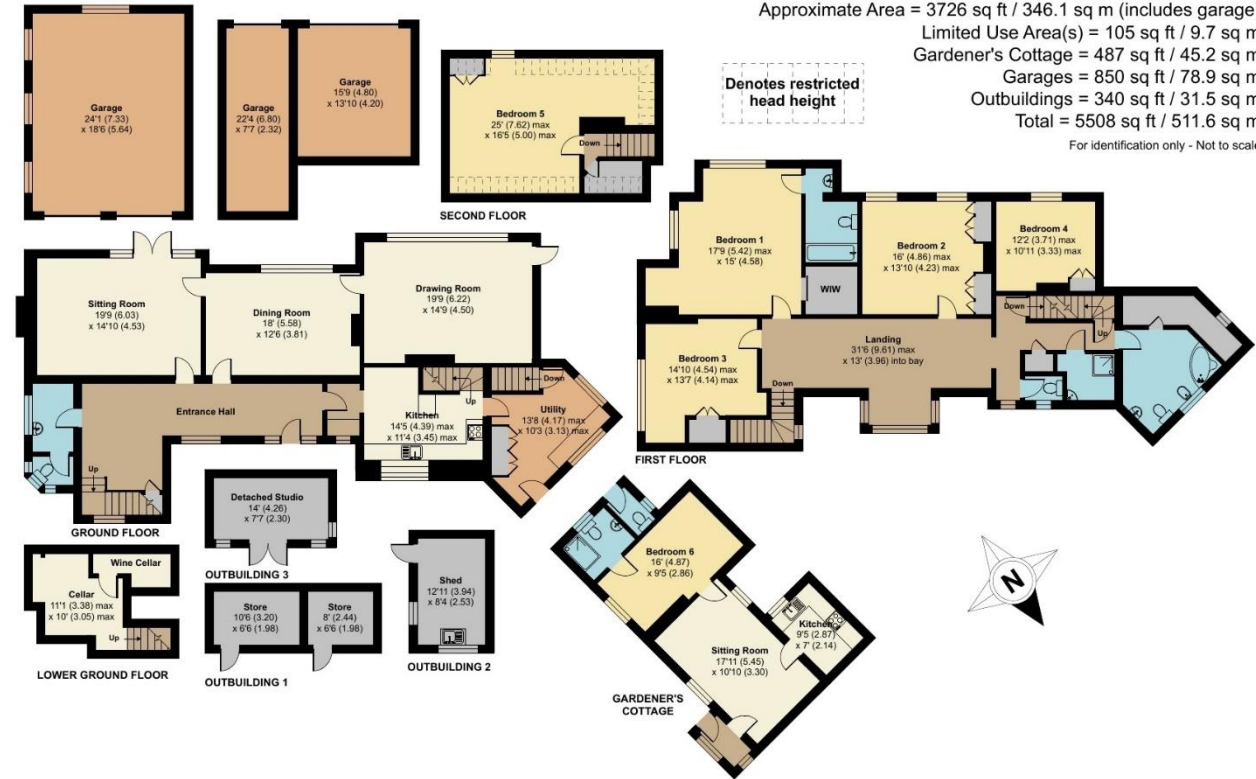 Approximate Area = 3726 sq ft / 346.1 sq m (includes garage
Limited Use Area(s) = 105 sq ft / 9.7 sq m
Gardener's Cottage = 487 sq ft / 45.2 sq m
Garages = 850 sq ft / 78.9 sq m
Outbuildings = 340 sq ft / 31.5 sq m
Total = 5508 sq ft / 511.6 sq m
For identification only - Not to scale
Denotes restricted
head height
Garage
24'1 (7.33)
x 18'6 (5.64)
Garage
22'4 (6.80)
x 7'7 (2.32)
Garage
15'9 (4.80)
x 13'10 (4.20)
Bedroom 5
25' (7.62) max
x 16'5 (5.00) max
Down
SECOND FLOOR
Sitting Room
19'9 (6.03)
x 14'10 (4.53)
Dining Room
18' (5.58)
x 12'6 (3.81)
Drawing Room
19'9 (6.22)
x 14'9 (4.50)
Entrance Hall
Up
Kitchen
14'5 (4.39) max
x 11'4 (3.45) max
Up
Down
Utility
13'8 (4.17) max
x 10'3 (3.13) max
GROUND FLOOR
Bedroom 1
17'9 (5.42) max
x 15' (4.58)
WIW
Bedroom 2
16' (4.86) max
x 13'10 (4.23) max
Bedroom 4
12'2 (3.71) max
x 10'11 (3.33) max
Bedroom 3
14'10 (4.54) max
x 13'7 (4.14) max
Landing
31'6 (9.61) max
x 13' (3.96) into bay
Down
Down
Up
FIRST FLOOR
Detached Studio
14' (4.26)
x 7'7 (2.30)
OUTBUILDING 3
Wine Cellar
Cellar
11'1 (3.38) max
x 10' (3.05) max
Up
LOWER GROUND FLOOR
Store
10'6 (3.20)
x 6'6 (1.98)
Store
8' (2.44)
x 6'6 (1.98)
OUTBUILDING 1
Shed
12'11 (3.94)
x 8'4 (2.53)
OUTBUILDING 2
Bedroom 6
16' (4.87)
x 9'5 (2.86)
Kitchen
9'5 (2.87)
x 7' (2.14)
Sitting Room
17'11 (5.45)
x 10'10 (3.30)
GARDENER'S
COTTAGE
N